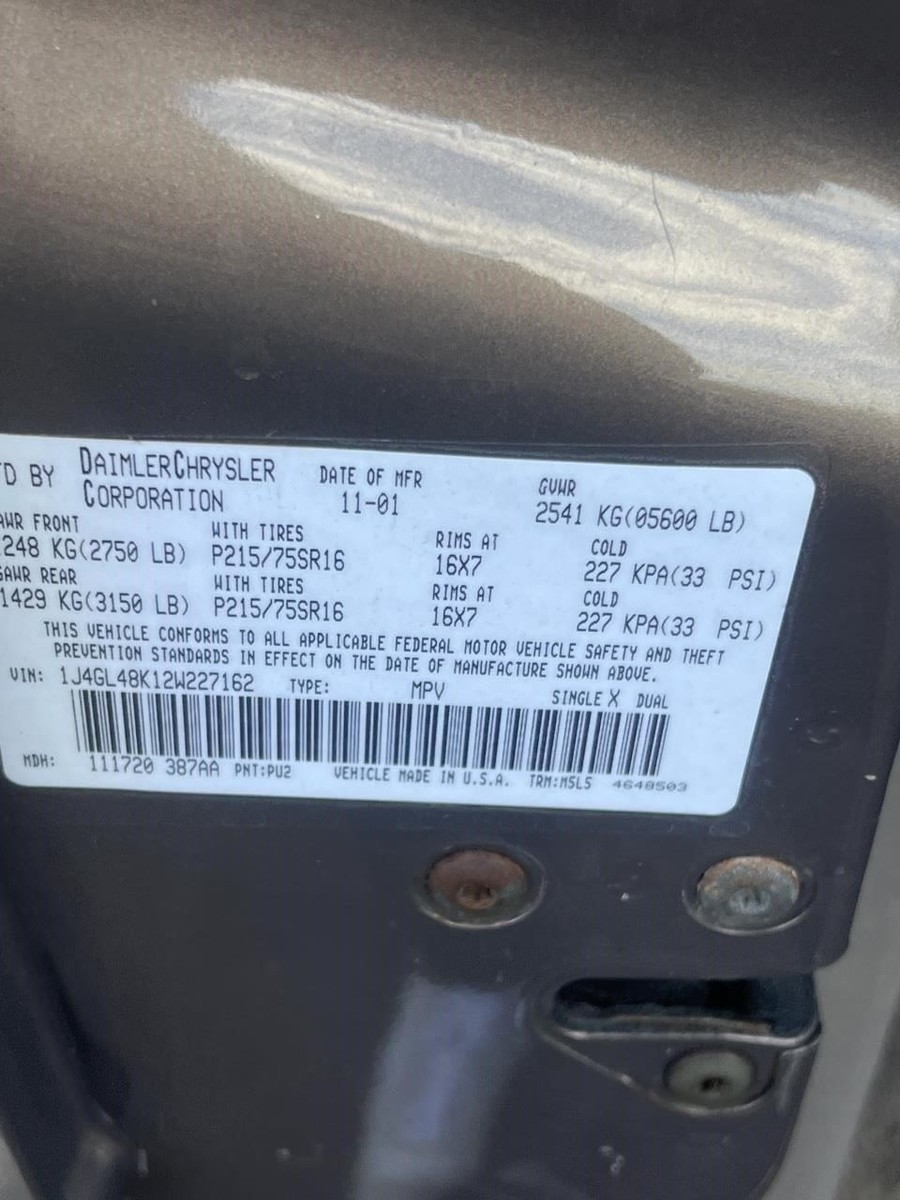 D BY DAIMLERCHRYSLER CORPORATION DATE OF MFR 11-01 GVWR 2541 KG(05600 LB)
AWR FRONT WITH TIRES RIMS AT COLD
248 KG(2750 LB) P215/75SR16 16X7 227 KPA(33 PSI)
GAWR REAR WITH TIRES RIMS AT COLD
1429 KG(3150 LB) P215/75SR16 16X7 227 KPA(33 PSI)
THIS VEHICLE CONFORMS TO ALL APPLICABLE FEDERAL MOTOR VEHICLE SAFETY AND THEFT
PREVENTION STANDARDS IN EFFECT ON THE DATE OF MANUFACTURE SHOWN ABOVE.
VIN: 1J4GL48K12W227162 TYPE: MPV SINGLE X DUAL
MDH: 111720 387AA PNT:PU2 VEHICLE MADE IN U.S.A. TRM:M5L5 4648503